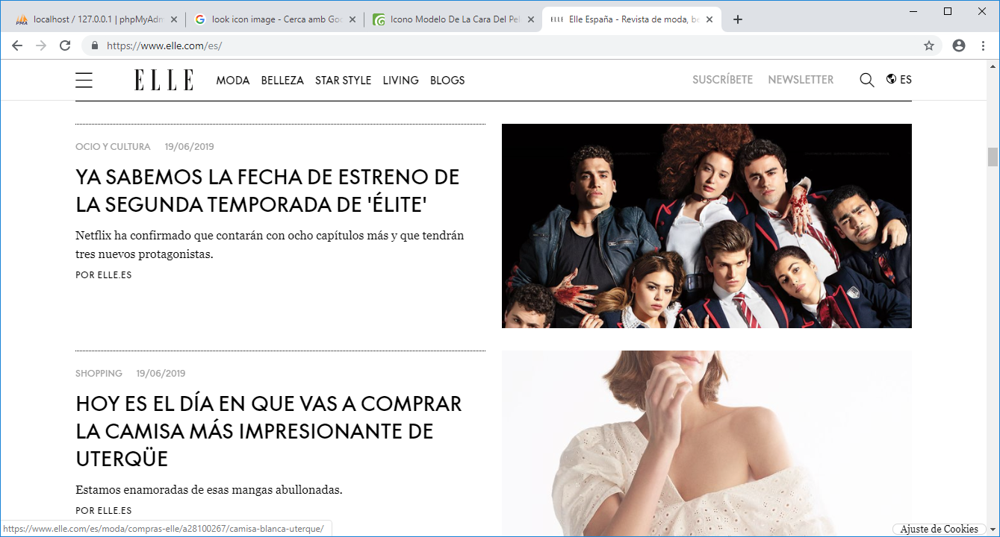 localhost / 127.0.0.1 | phpMyAdm
look icon image - Cerca amb Goo
Icono Modelo De La Cara Del Pel
ELLE Elle España - Revista de moda, be
https://www.elle.com/es/
ELLE MODA BELLEZA STAR STYLE LIVING BLOGS SUSCRÍBETE NEWSLETTER ES
OCIO Y CULTURA 19/06/2019
YA SABEMOS LA FECHA DE ESTRENO DE
LA SEGUNDA TEMPORADA DE 'ÉLITE'
Netflix ha confirmado que contarán con ocho capítulos más y que tendrán
tres nuevos protagonistas.
POR ELLE.ES
SHOPPING 19/06/2019
HOY ES EL DÍA EN QUE VAS A COMPRAR
LA CAMISA MÁS IMPRESIONANTE DE
UTERQÜE
Estamos enamoradas de esas mangas abullonadas.
POR ELLE.ES
https://www.elle.com/es/moda/compras-elle/a28100267/camisa-blanca-uterque/
Ajuste de Cookies